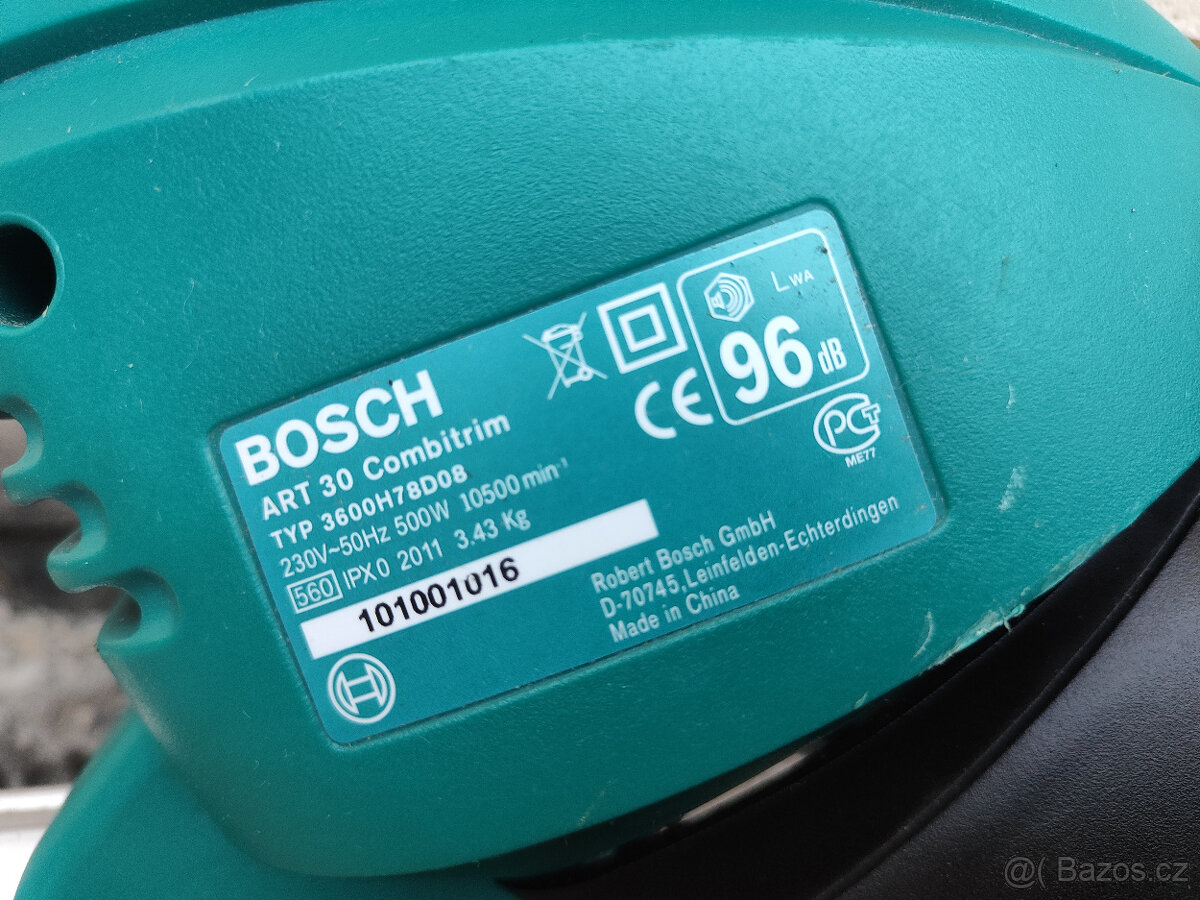 BOSCH
ART 30 Combitrim
TYP 3600H78D08
230V~50Hz 500W 10500 min⁻¹
560 IPX0 2011 3.43 Kg
101001016
LWA
96 dB
CE
PCT
ME77
Robert Bosch GmbH
D-70745, Leinfelden-Echterdingen
Made in China
@( Bazos.cz